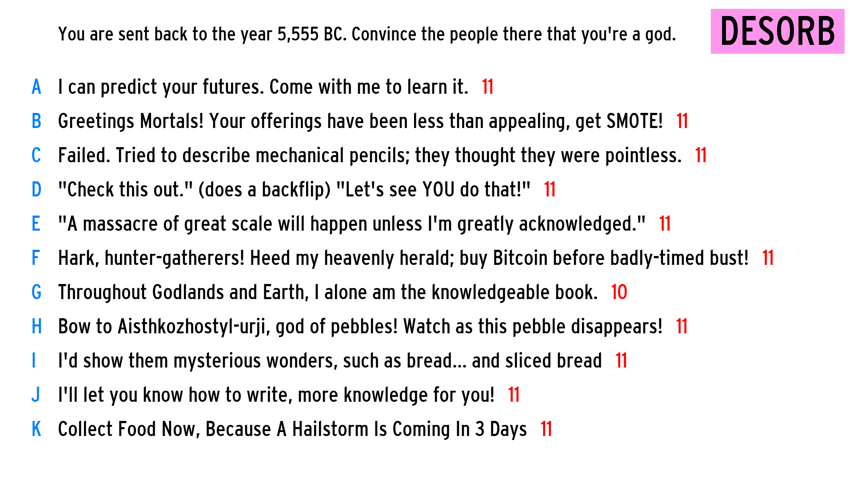 You are sent back to the year 5,555 BC. Convince the people there that you're a god.
DESORB
A I can predict your futures. Come with me to learn it. 11
B Greetings Mortals! Your offerings have been less than appealing, get SMOTE! 11
C Failed. Tried to describe mechanical pencils; they thought they were pointless. 11
D "Check this out." (does a backflip) "Let's see YOU do that!" 11
E "A massacre of great scale will happen unless I'm greatly acknowledged." 11
F Hark, hunter-gatherers! Heed my heavenly herald; buy Bitcoin before badly-timed bust! 11
G Throughout Godlands and Earth, I alone am the knowledgeable book. 10
H Bow to Aisthkozhostyl-urji, god of pebbles! Watch as this pebble disappears! 11
I I'd show them mysterious wonders, such as bread... and sliced bread 11
J I'll let you know how to write, more knowledge for you! 11
K Collect Food Now, Because A Hailstorm Is Coming In 3 Days 11